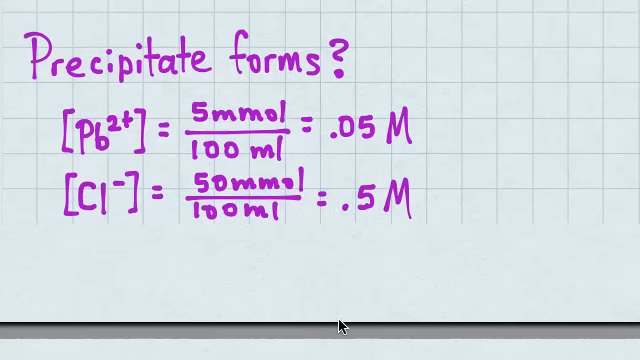 Precipitate forms?
[Pb²⁺] = 5mmol / 100 ml = .05 M
[Cl⁻] = 50mmol / 100ml = .5 M